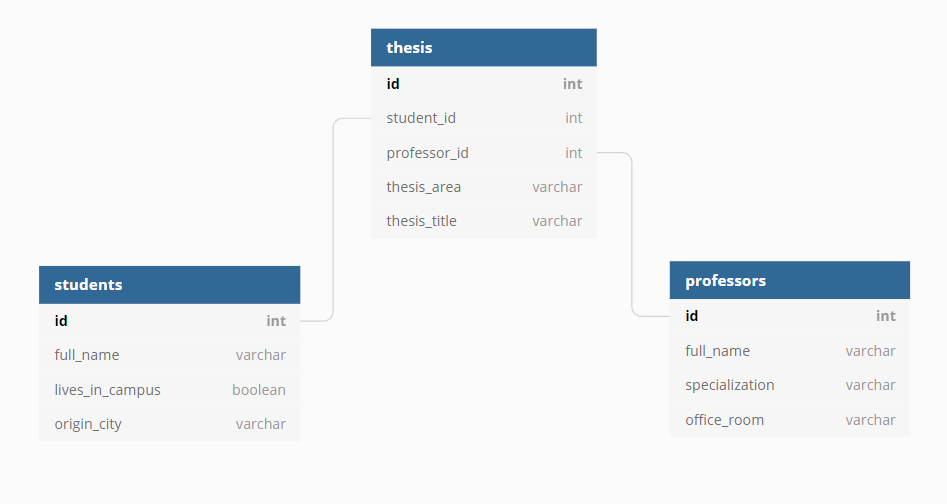 thesis
id int
student_id int
professor_id int
thesis_area varchar
thesis_title varchar
students
id int
full_name varchar
lives_in_campus boolean
origin_city varchar
professors
id int
full_name varchar
specialization varchar
office_room varchar